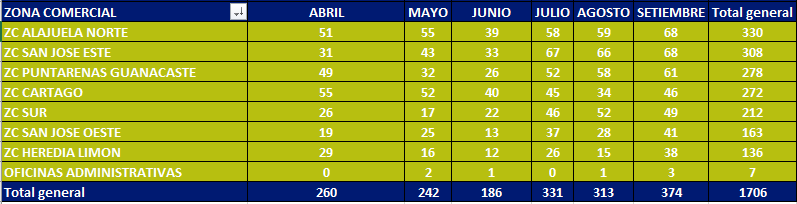 ZONA COMERCIAL ABRIL MAYO JUNIO JULIO AGOSTO SETIEMBRE Total general
ZC ALAJUELA NORTE 51 55 39 58 59 68 330
ZC SAN JOSE ESTE 31 43 33 67 66 68 308
ZC PUNTARENAS GUANACASTE 49 32 26 52 58 61 278
ZC CARTAGO 55 52 40 45 34 46 272
ZC SUR 26 17 22 46 52 49 212
ZC SAN JOSE OESTE 19 25 13 37 28 41 163
ZC HEREDIA LIMON 29 16 12 26 15 38 136
OFICINAS ADMINISTRATIVAS 0 2 1 0 1 3 7
Total general 260 242 186 331 313 374 1706